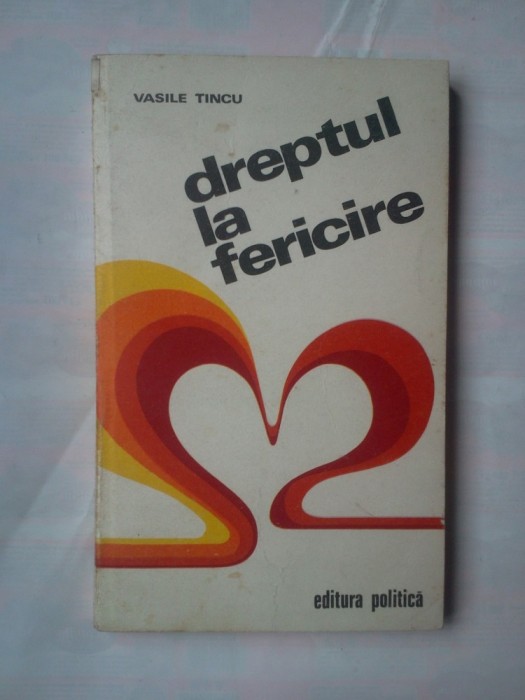 VASILE TINCU
dreptul
la
fericire
editura politică